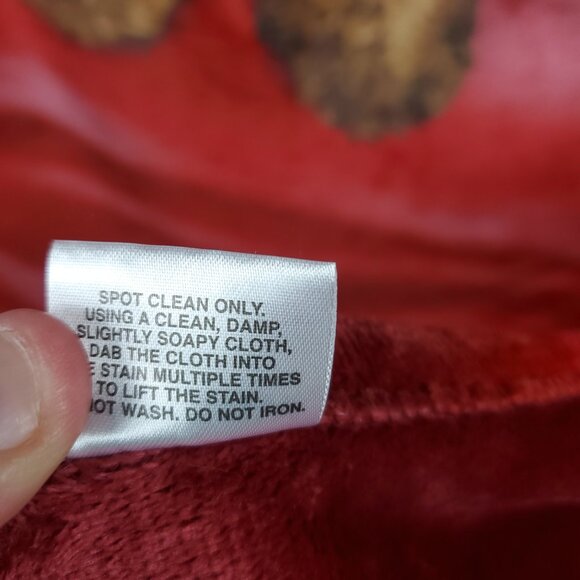 SPOT CLEAN ONLY.
USING A CLEAN, DAMP,
SLIGHTLY SOAPY CLOTH,
DAB THE CLOTH INTO
STAIN MULTIPLE TIMES
TO LIFT THE STAIN.
NOT WASH. DO NOT IRON.